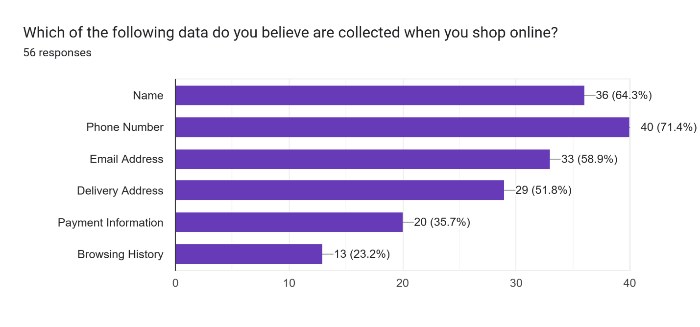 Which of the following data do you believe are collected when you shop online?
56 responses
Name 36 (64.3%)
Phone Number 40 (71.4%)
Email Address 33 (58.9%)
Delivery Address 29 (51.8%)
Payment Information 20 (35.7%)
Browsing History 13 (23.2%)
0 10 20 30 40